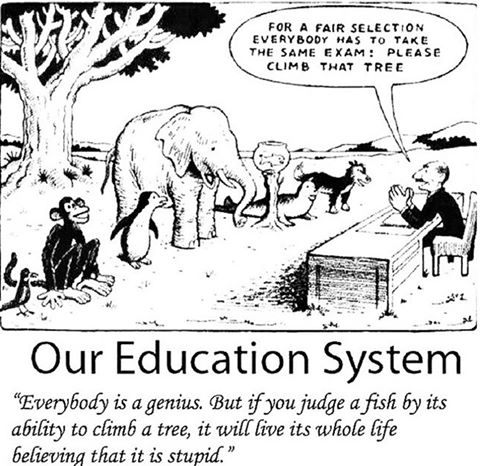 FOR A FAIR SELECTION
EVERYBODY HAS TO TAKE
THE SAME EXAM: PLEASE
CLIMB THAT TREE
Our Education System
“Everybody is a genius. But if you judge a fish by its
ability to climb a tree, it will live its whole life
believing that it is stupid.”